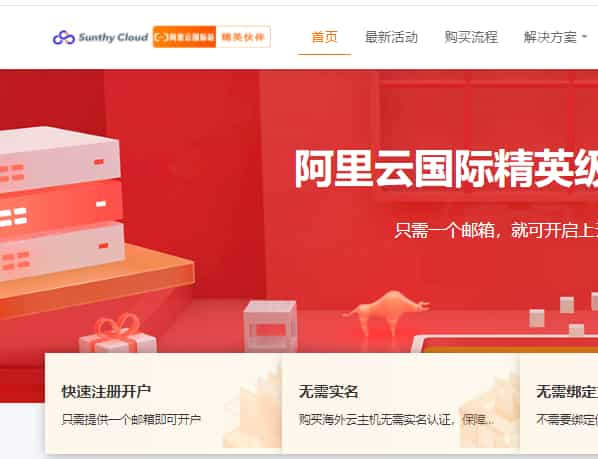 Sunthy Cloud 阿里云国际站 精英伙伴
首页 最新活动 购买流程 解决方案
阿里云国际精英级
只需一个邮箱，就可开启上
快速注册开户
只需提供一个邮箱即可开户
无需实名
购买海外云主机无需实名认证，保障...
无需绑定
不需要绑定